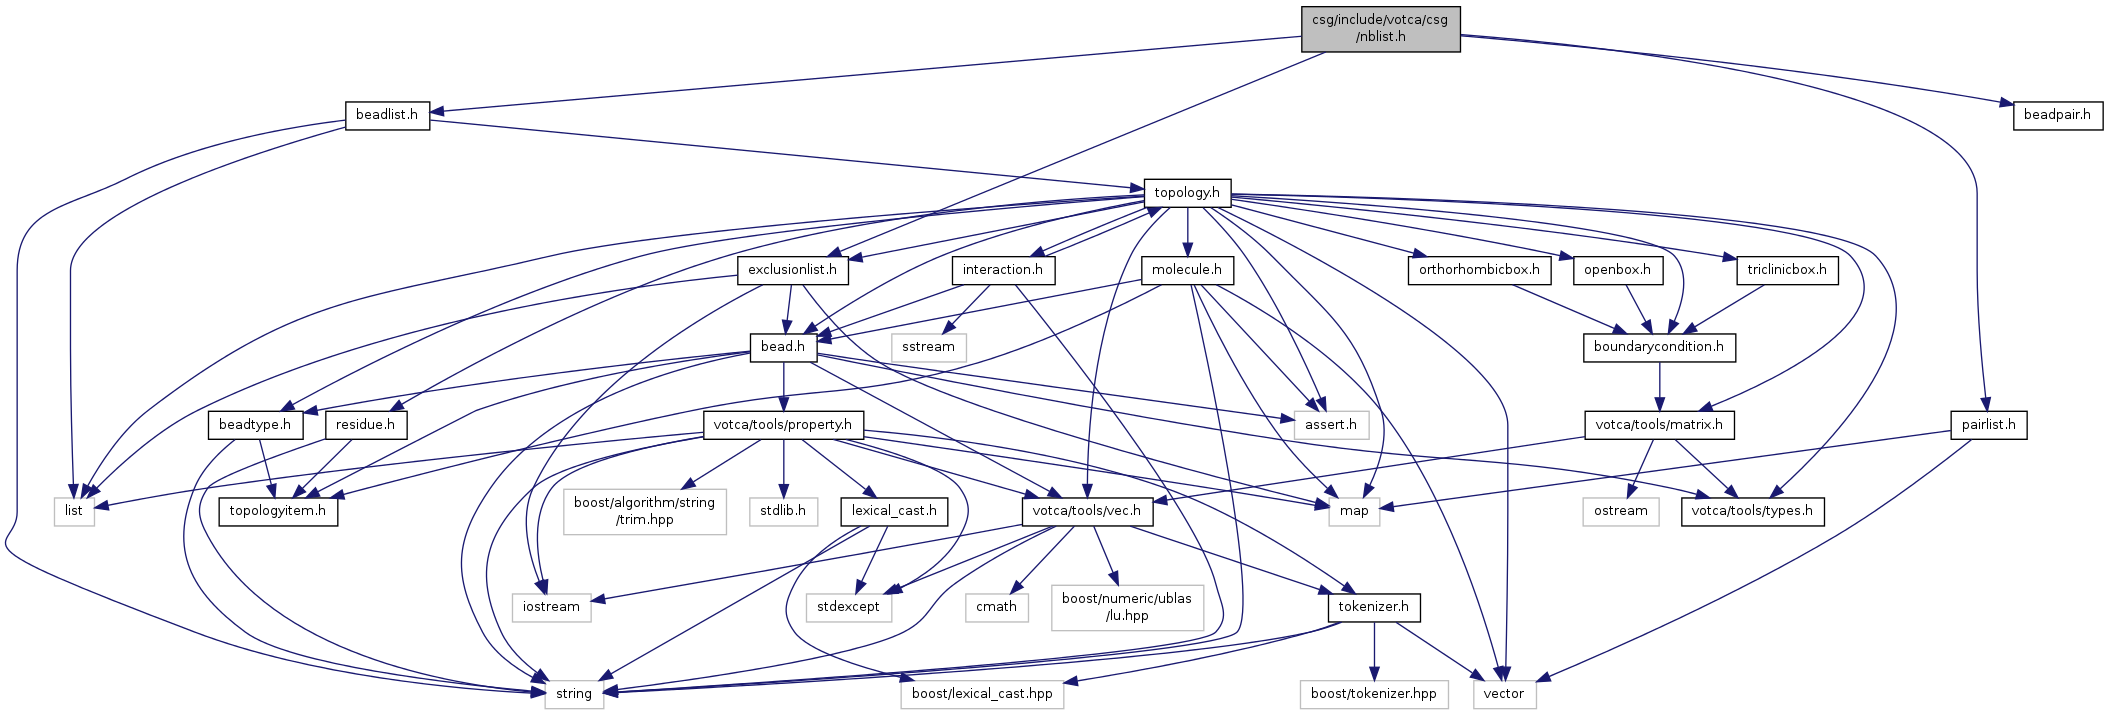 csg/include/votca/csg
/nblist.h
beadlist.h
beadpair.h
topology.h
exclusionlist.h
interaction.h
molecule.h
orthorhombicbox.h
openbox.h
triclinicbox.h
bead.h
sstream
boundarycondition.h
beadtype.h
residue.h
votca/tools/property.h
assert.h
votca/tools/matrix.h
pairlist.h
list
topologyitem.h
boost/algorithm/string
/trim.hpp
stdlib.h
lexical_cast.h
votca/tools/vec.h
map
ostream
votca/tools/types.h
iostream
stdexcept
cmath
boost/numeric/ublas
/lu.hpp
tokenizer.h
string
boost/lexical_cast.hpp
boost/tokenizer.hpp
vector